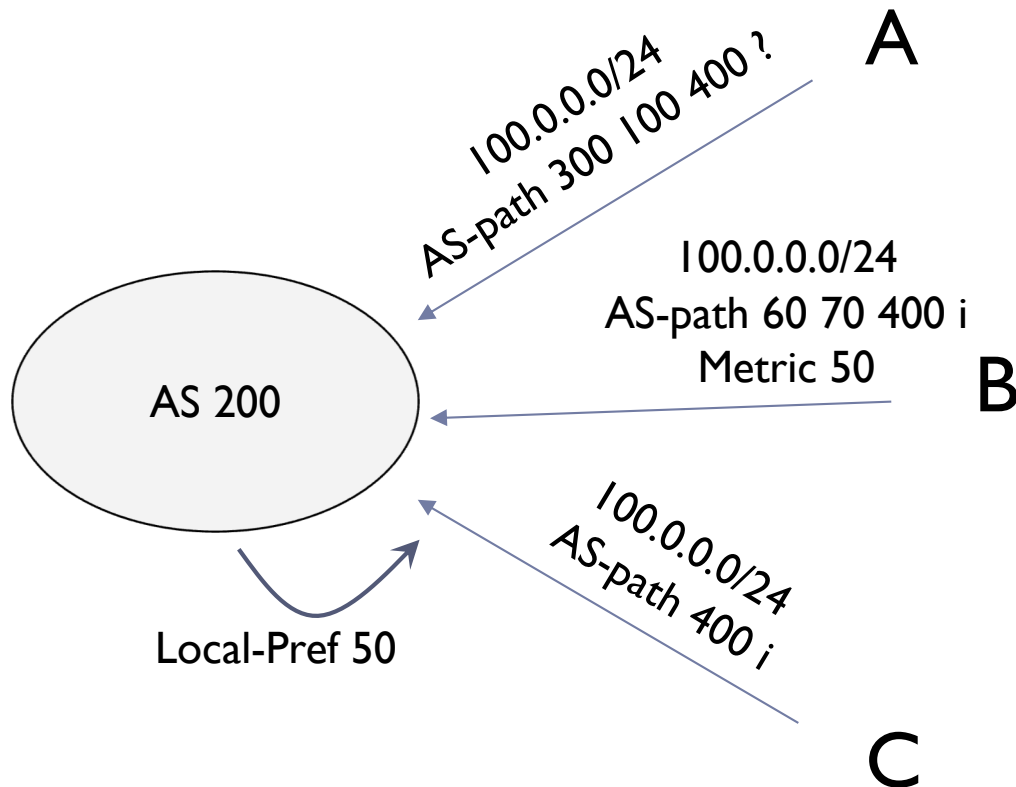 A
100.0.0.0/24
AS-path 300 100 400 ?
100.0.0.0/24
AS-path 60 70 400 i
Metric 50
B
AS 200
100.0.0.0/24
AS-path 400 i
Local-Pref 50
C